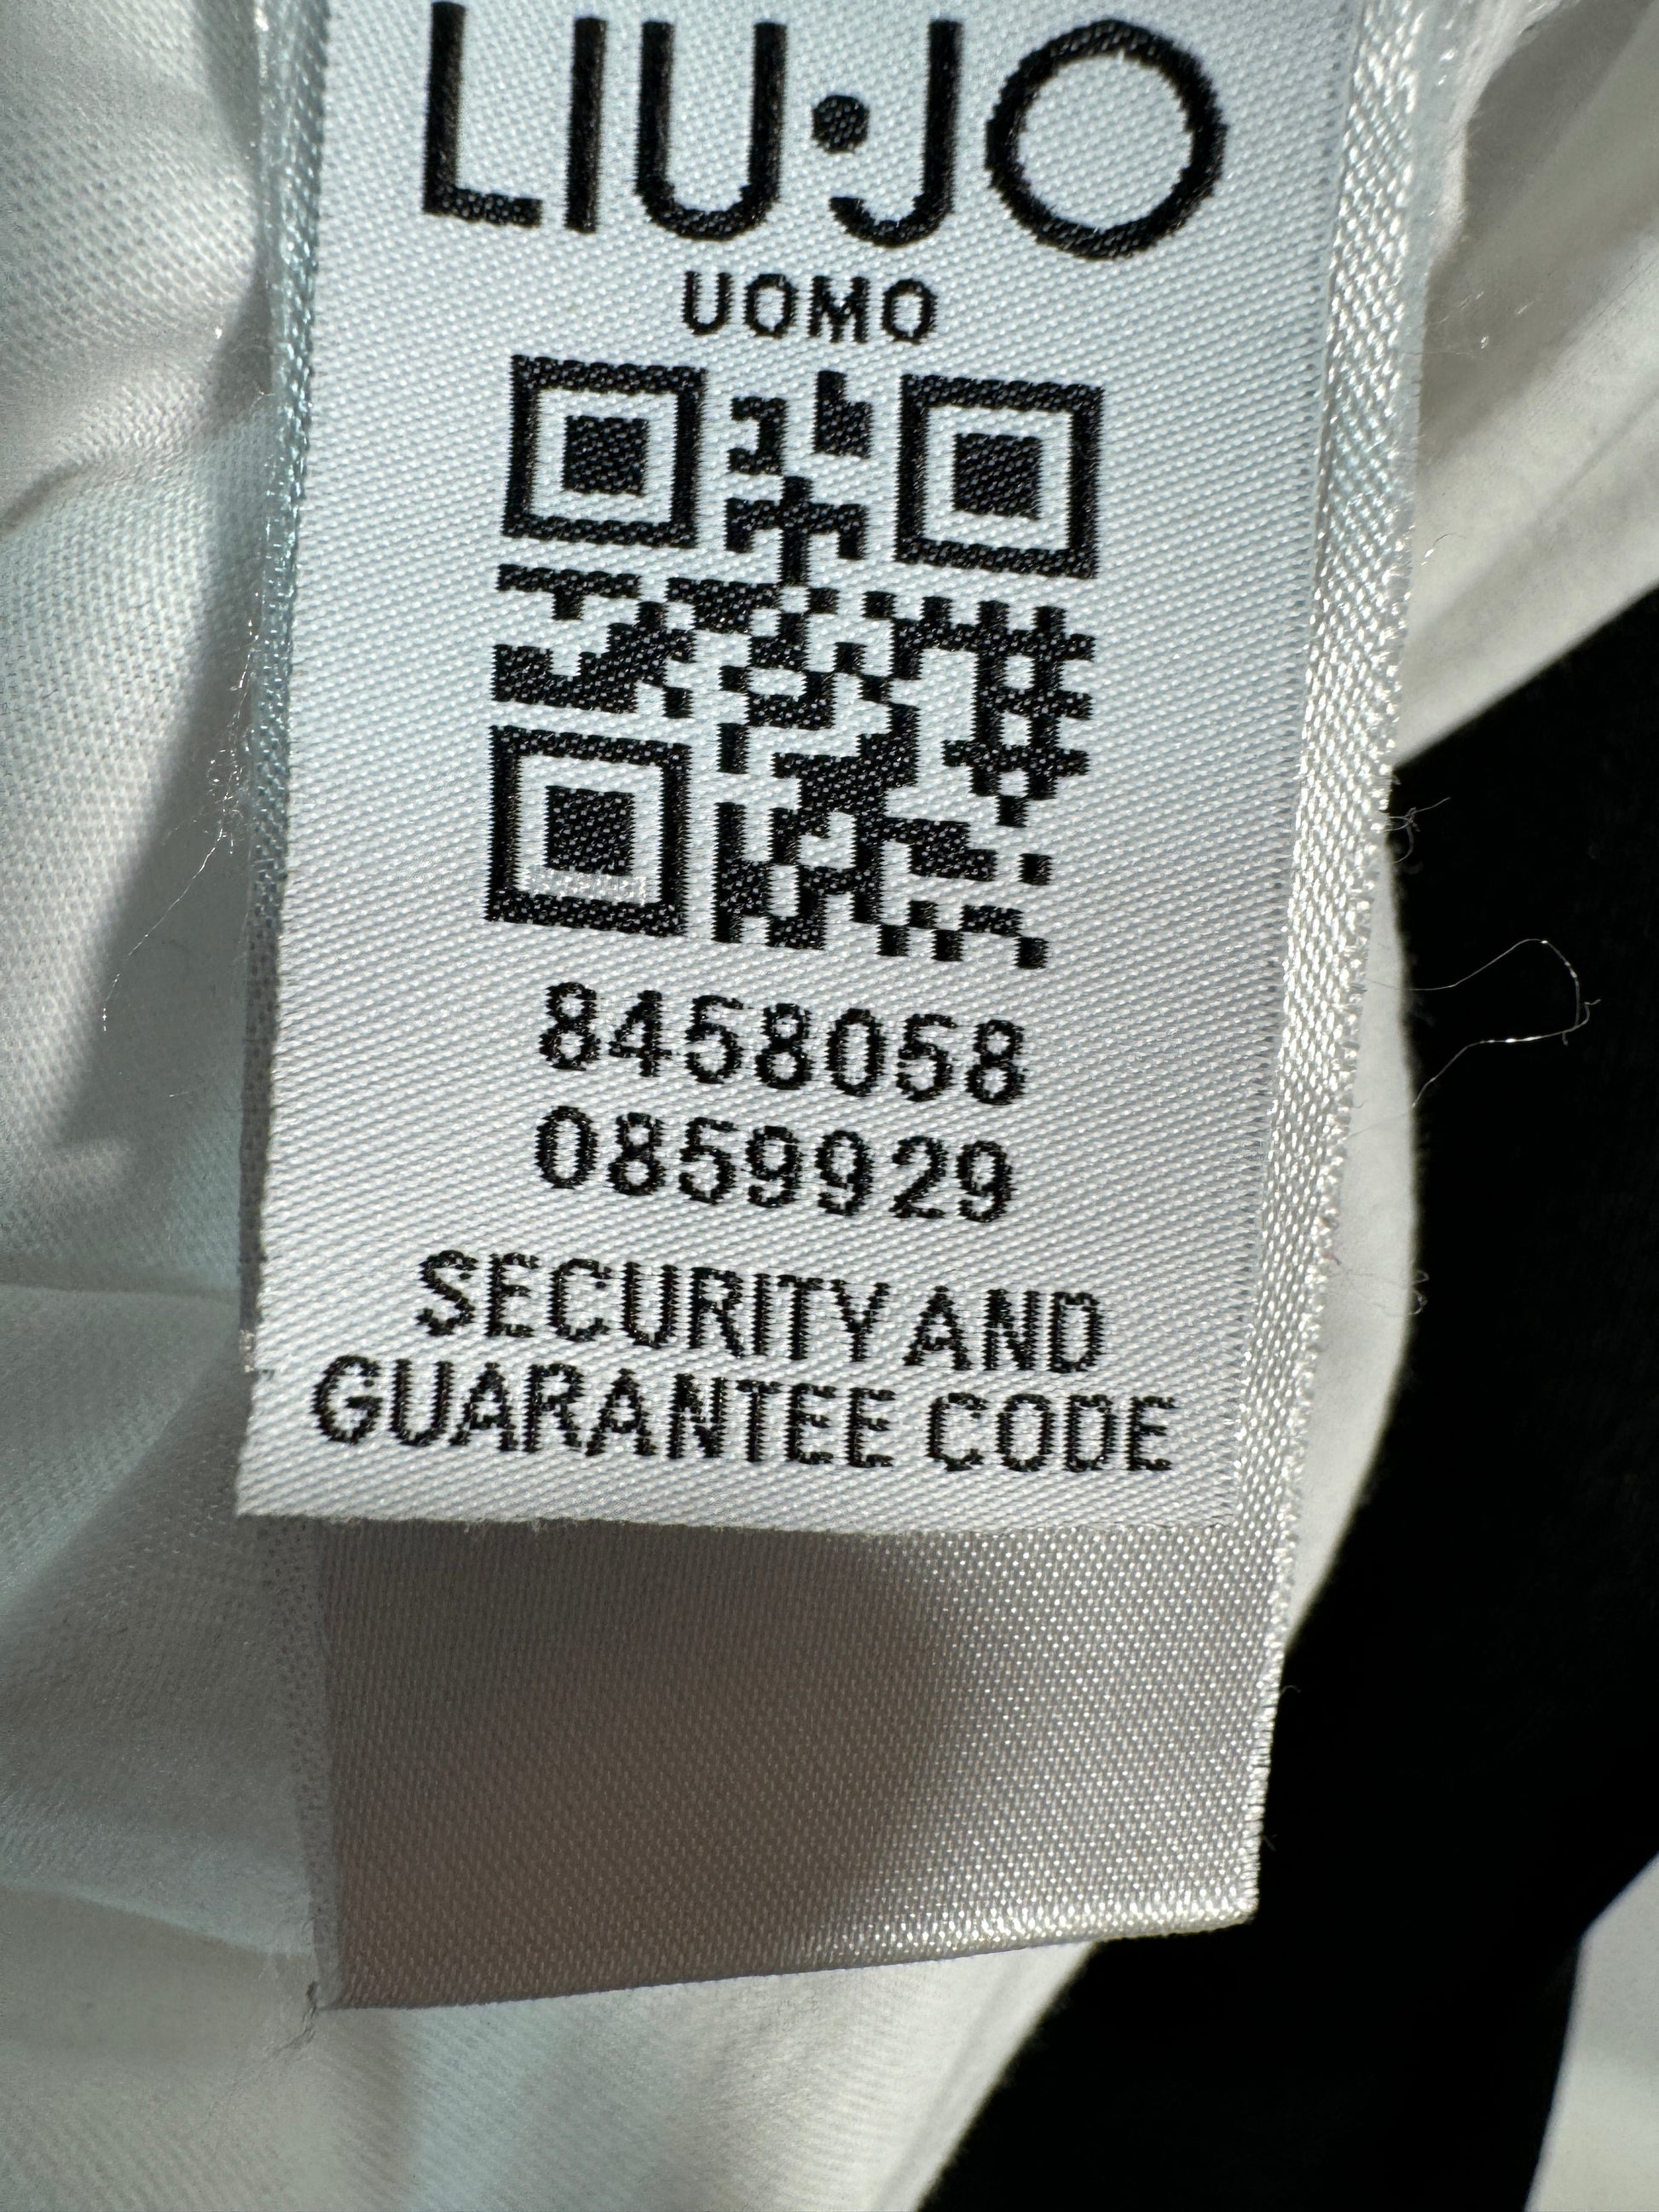 LIU·JO
UOMO
8458058
0859929
SECURITY AND
GUARANTEE CODE